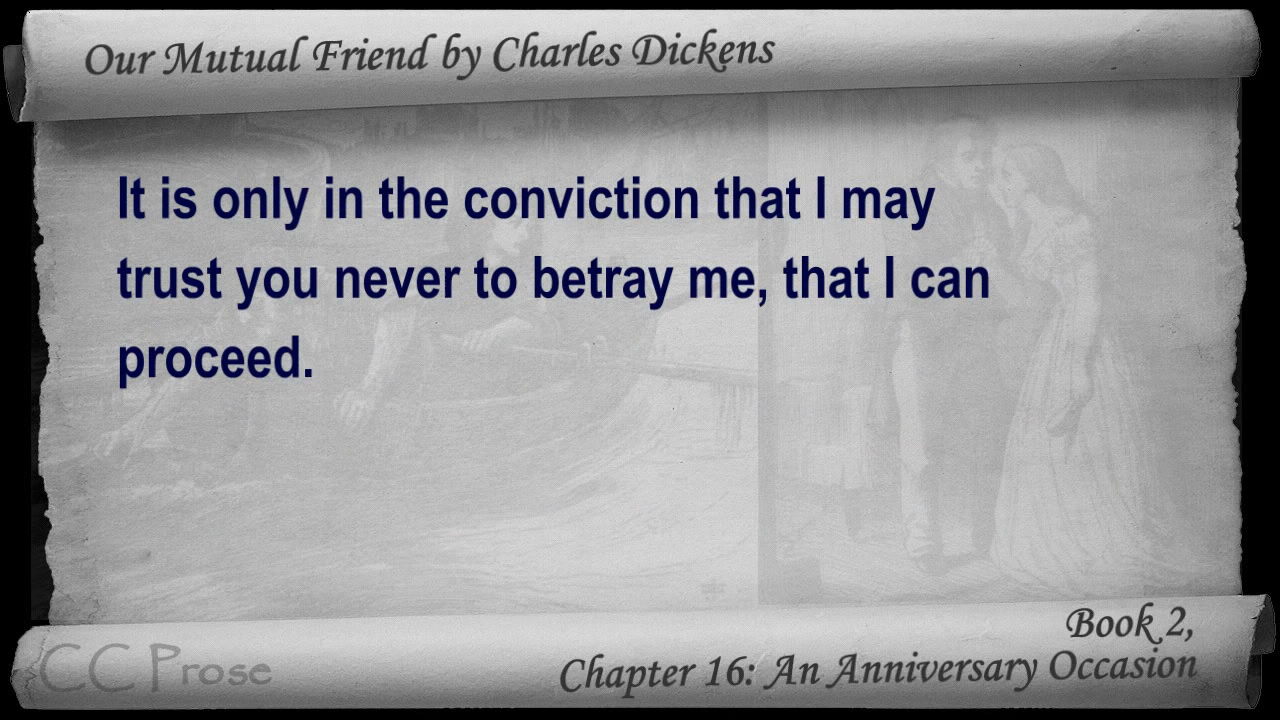 Our Mutual Friend by Charles Dickens
It is only in the conviction that I may
trust you never to betray me, that I can
proceed.
Book 2,
CC Prose
Chapter 16: An Anniversary Occasion